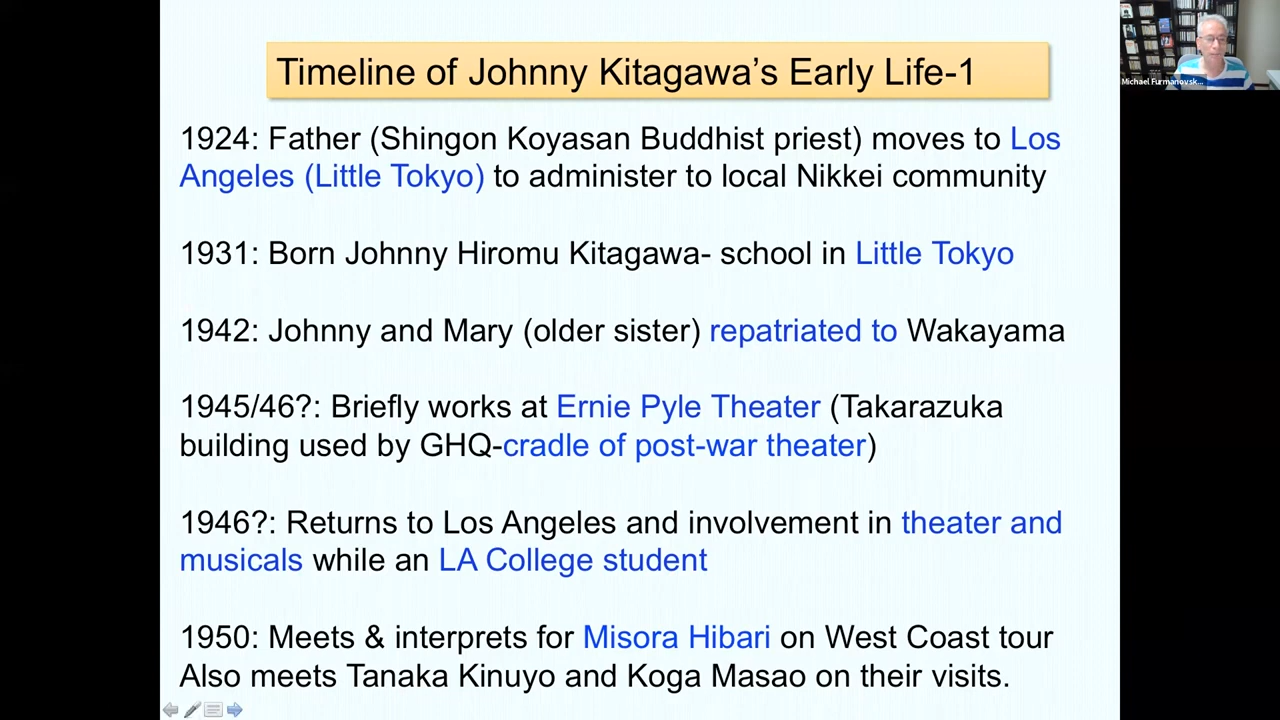 Timeline of Johnny Kitagawa’s Early Life-1
1924: Father (Shingon Koyasan Buddhist priest) moves to Los
Angeles (Little Tokyo) to administer to local Nikkei community
1931: Born Johnny Hiromu Kitagawa- school in Little Tokyo
1942: Johnny and Mary (older sister) repatriated to Wakayama
1945/46?: Briefly works at Ernie Pyle Theater (Takarazuka
building used by GHQ-cradle of post-war theater)
1946?: Returns to Los Angeles and involvement in theater and
musicals while an LA College student
1950: Meets & interprets for Misora Hibari on West Coast tour
Also meets Tanaka Kinuyo and Koga Masao on their visits.
Michael Furmanovsk...